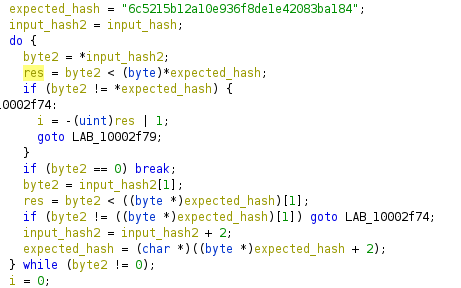 expected_hash = "6c5215b12a10e936f8de1e42083ba184";
input_hash2 = input_hash;
do {
byte2 = *input_hash2;
res = byte2 < (byte)*expected_hash;
if (byte2 != *expected_hash) {
10002f74:
i = -(uint)res | 1;
goto LAB_10002f79;
}
if (byte2 == 0) break;
byte2 = input_hash2[1];
res = byte2 < ((byte *)expected_hash)[1];
if (byte2 != ((byte *)expected_hash)[1]) goto LAB_10002f74;
input_hash2 = input_hash2 + 2;
expected_hash = (char *)((byte *)expected_hash + 2);
} while (byte2 != 0);
i = 0;